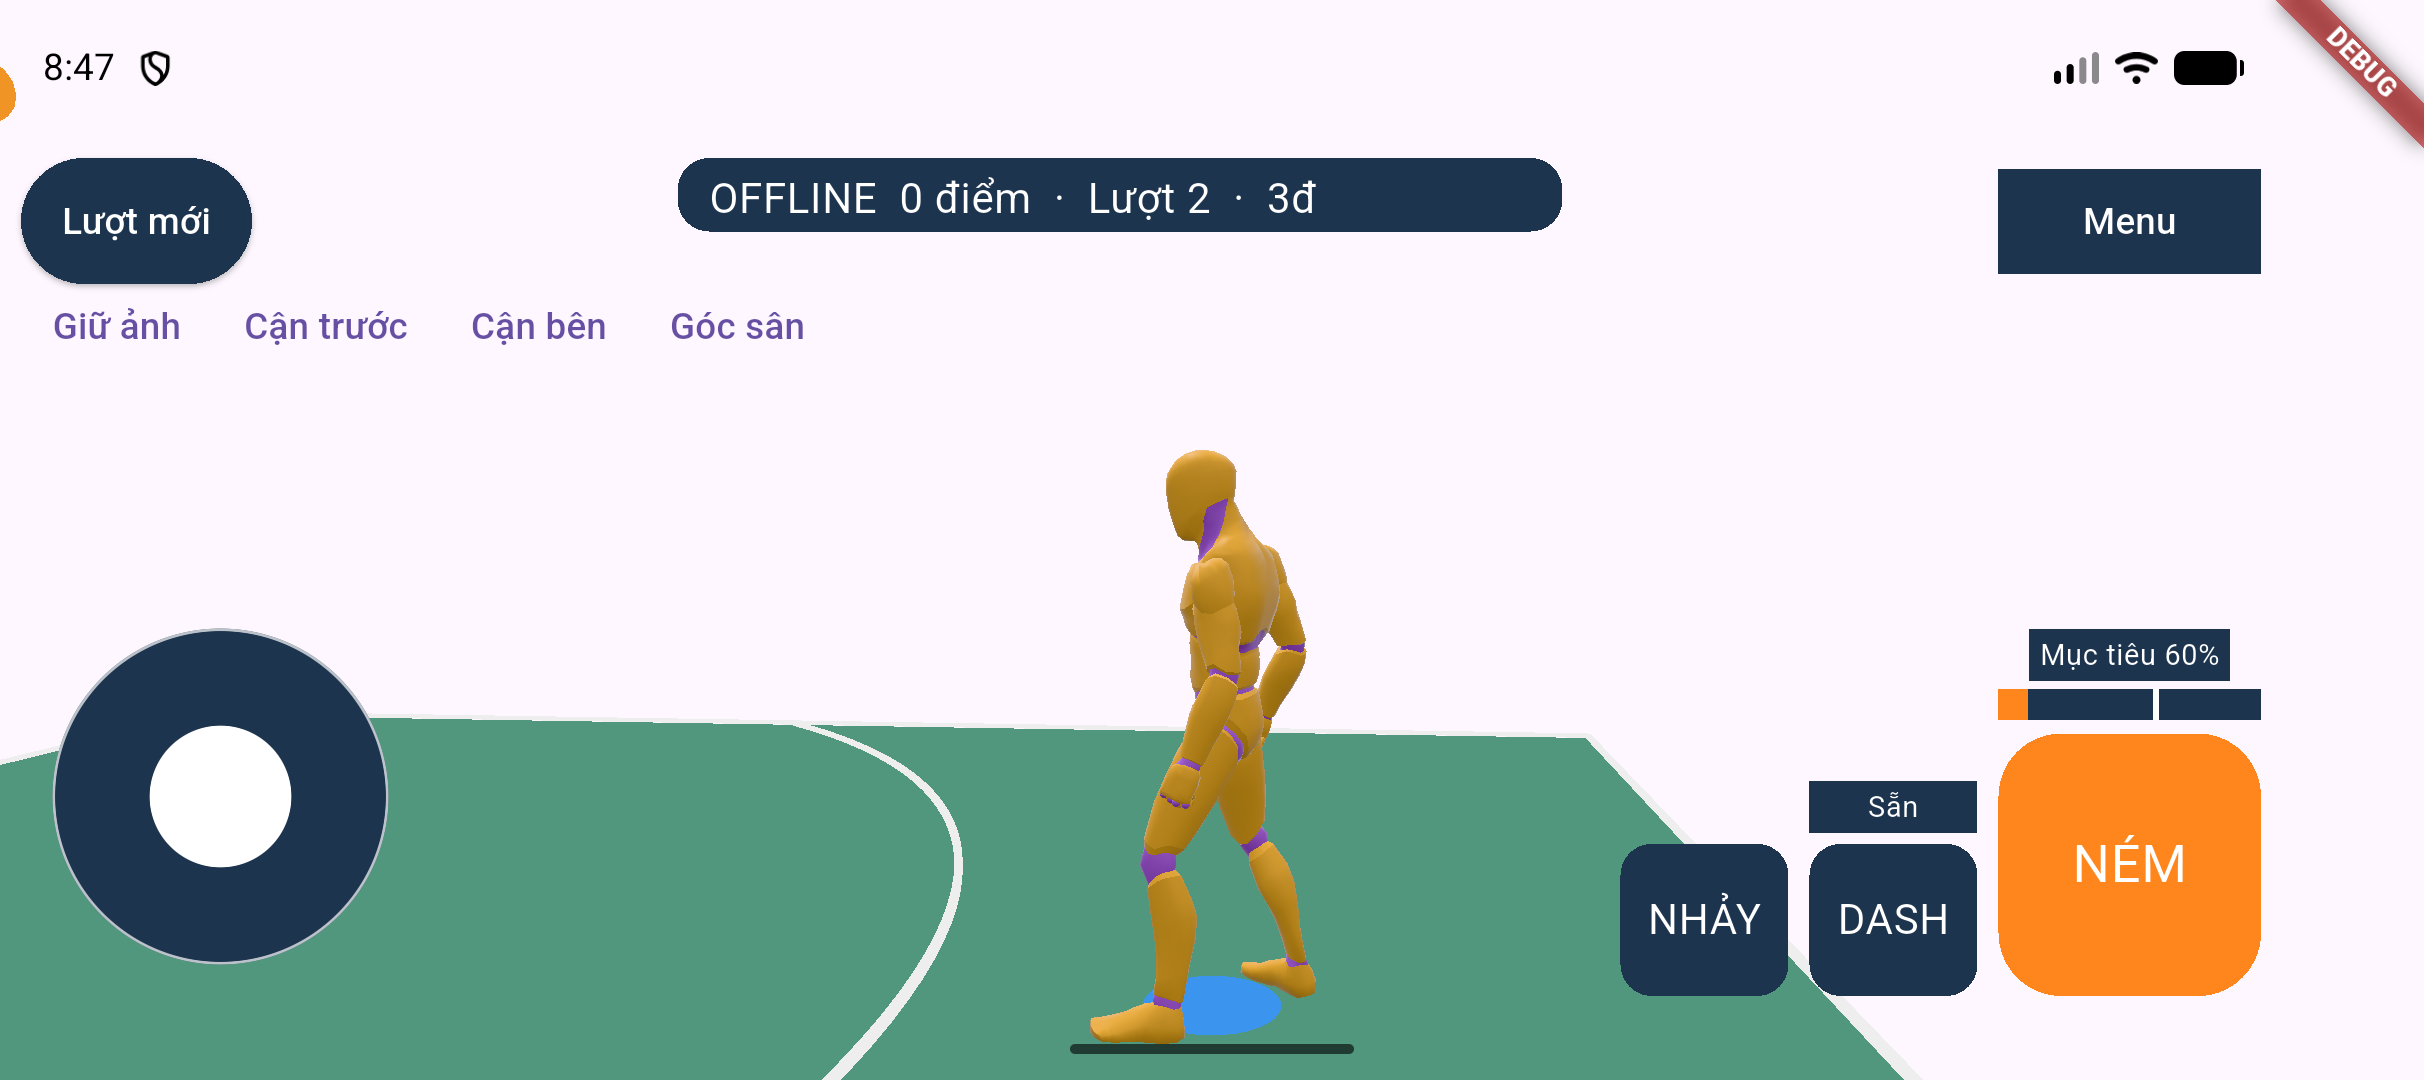 8:47
DEBUG
Lượt mới
OFFLINE 0 điểm · Lượt 2 · 3đ
Menu
Giữ ảnh Cận trước Cận bên Góc sân
Mục tiêu 60%
Sẵn
NHẢY
DASH
NÉM